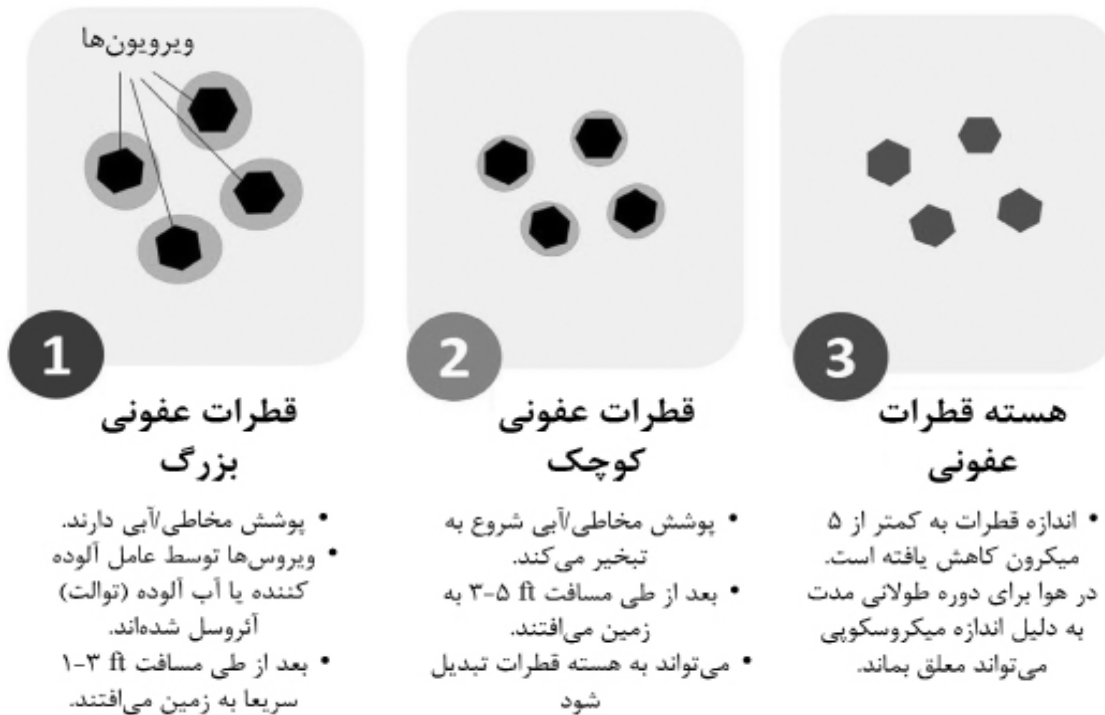 ویرویون‌ها
1
قطرات عفونی
بزرگ
• پوشش مخاطی/آبی دارند.
• ویروس‌ها توسط عامل آلوده
کننده یا آب آلوده (توالت)
آئروسل شده‌اند.
• بعد از طی مسافت ۱-۳ ft
سریعا به زمین می‌افتند.
2
قطرات عفونی
کوچک
• پوشش مخاطی/آبی شروع به
تبخیر می‌کند.
• بعد از طی مسافت ۳-۵ ft به
زمین می‌افتند.
• می‌تواند به هسته قطرات تبدیل
شود
3
هسته قطرات
عفونی
• اندازه قطرات به کمتر از ۵
میکرون کاهش یافته است.
در هوا برای دوره طولانی مدت
به دلیل اندازه میکروسکوپی
می‌تواند معلق بماند.